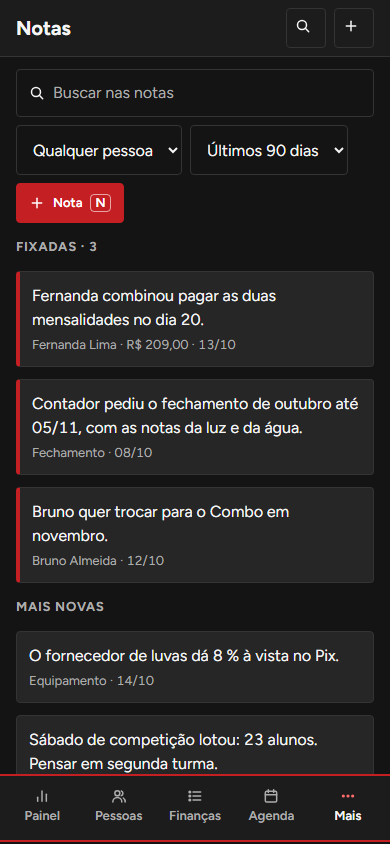 Notas
Buscar nas notas
Qualquer pessoa
Últimos 90 dias
+ Nota N
FIXADAS · 3
Fernanda combinou pagar as duas
mensalidades no dia 20.
Fernanda Lima · R$ 209,00 · 13/10
Contador pediu o fechamento de outubro até
05/11, com as notas da luz e da água.
Fechamento · 08/10
Bruno quer trocar para o Combo em
novembro.
Bruno Almeida · 12/10
MAIS NOVAS
O fornecedor de luvas dá 8 % à vista no Pix.
Equipamento · 14/10
Sábado de competição lotou: 23 alunos.
Pensar em segunda turma.
Painel
Pessoas
Finanças
Agenda
Mais